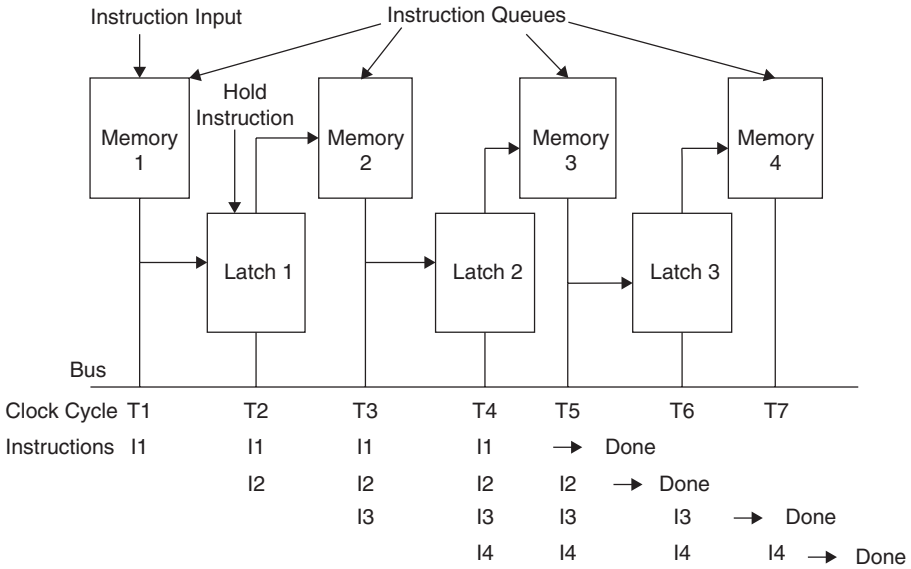 Instruction Input
Instruction Queues
Hold
Instruction
Memory
1
Memory
2
Memory
3
Memory
4
Latch 1
Latch 2
Latch 3
Bus
Clock Cycle T1 T2 T3 T4 T5 T6 T7
Instructions I1 I1 I1 I1 Done
I2 I2 I2 I2 Done
I3 I3 I3 I3 Done
I4 I4 I4 I4 Done